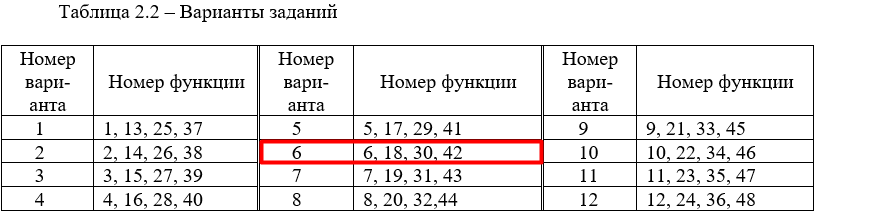 Таблица 2.2 – Варианты заданий
Номер вари- анта Номер функции Номер вари- анта Номер функции Номер вари- анта Номер функции
1 1, 13, 25, 37 5 5, 17, 29, 41 9 9, 21, 33, 45
2 2, 14, 26, 38 6 6, 18, 30, 42 10 10, 22, 34, 46
3 3, 15, 27, 39 7 7, 19, 31, 43 11 11, 23, 35, 47
4 4, 16, 28, 40 8 8, 20, 32,44 12 12, 24, 36, 48